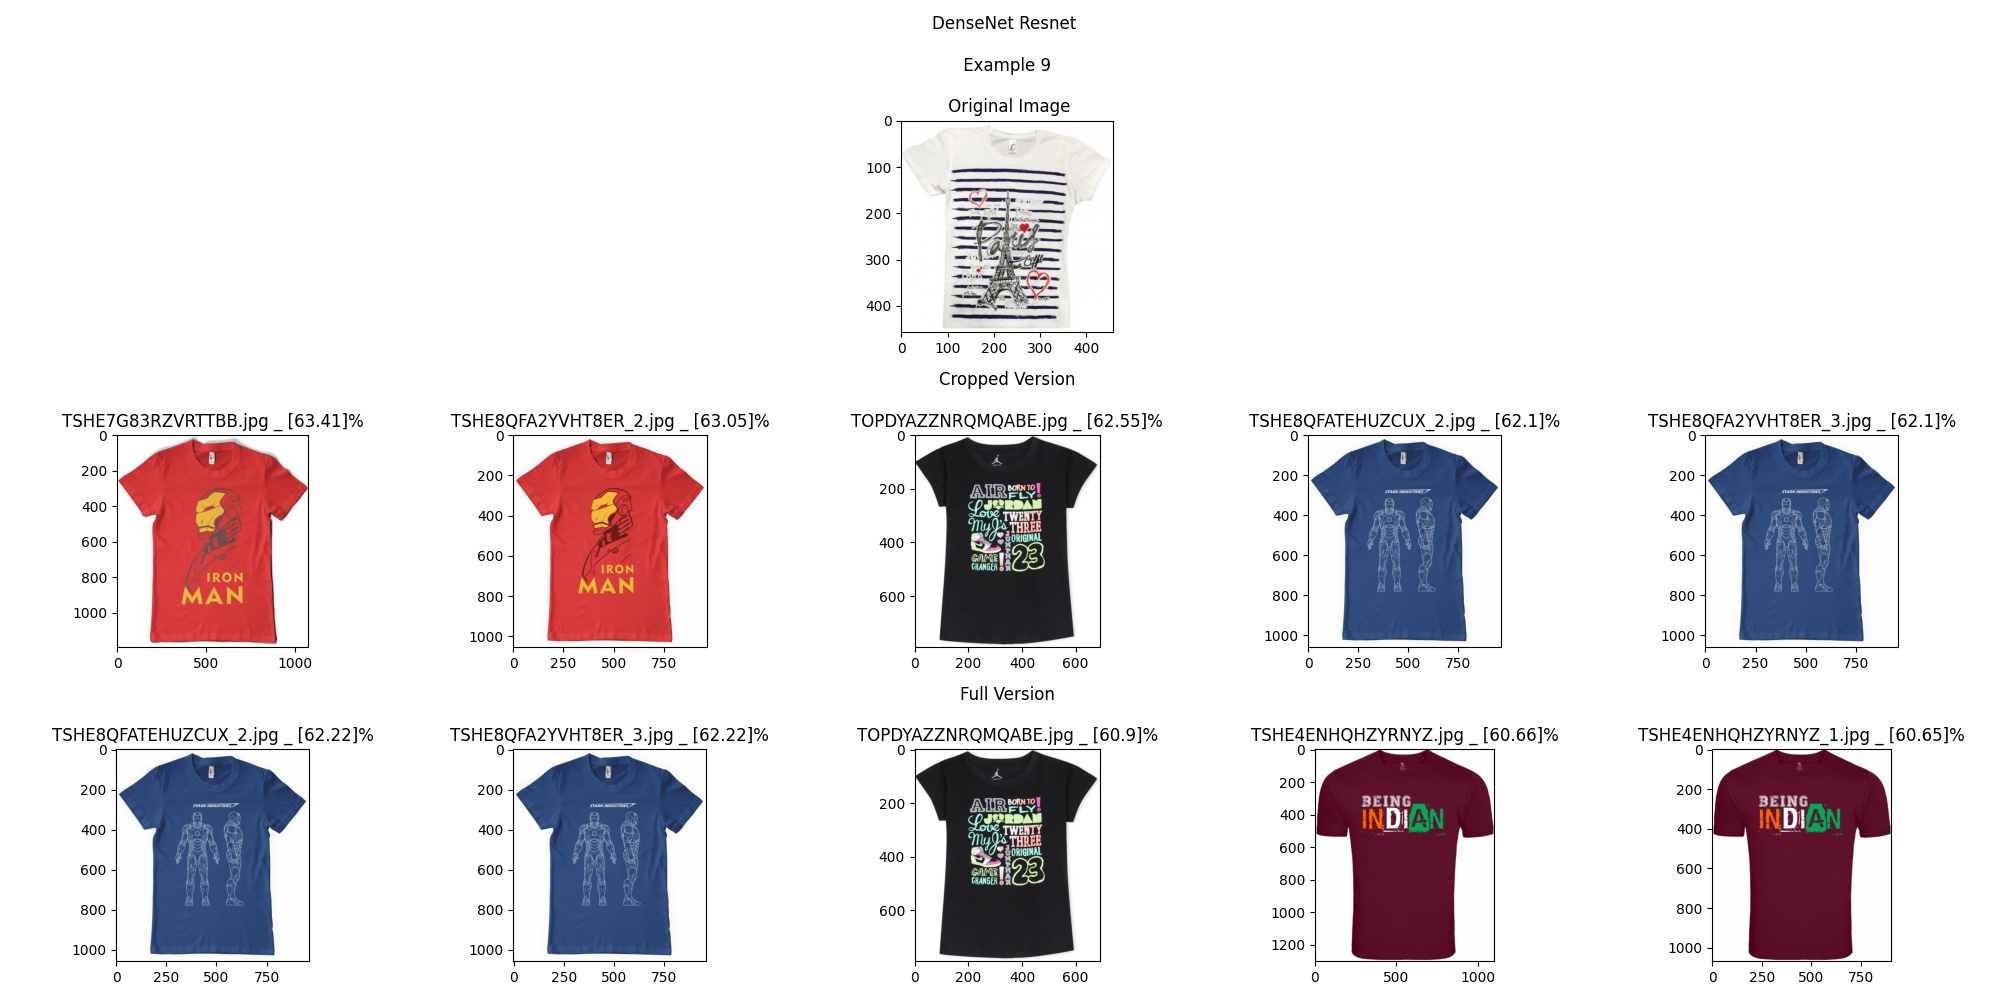 DenseNet Resnet
Example 9
Original Image
0
100
200
300
400
0 100 200 300 400
Paris
Cropped Version
TSHE7G83RZVRTTBB.jpg _ [63.41]%
0
200
400
600
800
1000
0 500 1000
IRON
MAN
TSHE8QFA2YVHT8ER_2.jpg _ [63.05]%
0
200
400
600
800
1000
0 250 500 750
IRON
MAN
TOPDYAZZNRQMQABE.jpg _ [62.55]%
0
200
400
600
0 200 400 600
AIR BORN TO
FLY!
JORDAN
Love
My J's
TWENTY
THREE
ORIGINAL
GAME
CHANGER!
23
TSHE8QFATEHUZCUX_2.jpg _ [62.1]%
0
200
400
600
800
1000
0 250 500 750
STARK INDUSTRIES
TSHE8QFA2YVHT8ER_3.jpg _ [62.1]%
0
200
400
600
800
1000
0 250 500 750
STARK INDUSTRIES
Full Version
TSHE8QFATEHUZCUX_2.jpg _ [62.22]%
0
200
400
600
800
1000
0 250 500 750
STARK INDUSTRIES
TSHE8QFA2YVHT8ER_3.jpg _ [62.22]%
0
200
400
600
800
1000
0 250 500 750
STARK INDUSTRIES
TOPDYAZZNRQMQABE.jpg _ [60.9]%
0
200
400
600
0 200 400 600
AIR BORN TO
FLY!
JORDAN
Love
My J's
TWENTY
THREE
ORIGINAL
GAME
CHANGER!
23
TSHE4ENHQHZYRNYZ.jpg _ [60.66]%
0
200
400
600
800
1000
1200
0 500 1000
BEING
INDIAN
TSHE4ENHQHZYRNYZ_1.jpg _ [60.65]%
0
200
400
600
800
1000
0 250 500 750
BEING
INDIAN